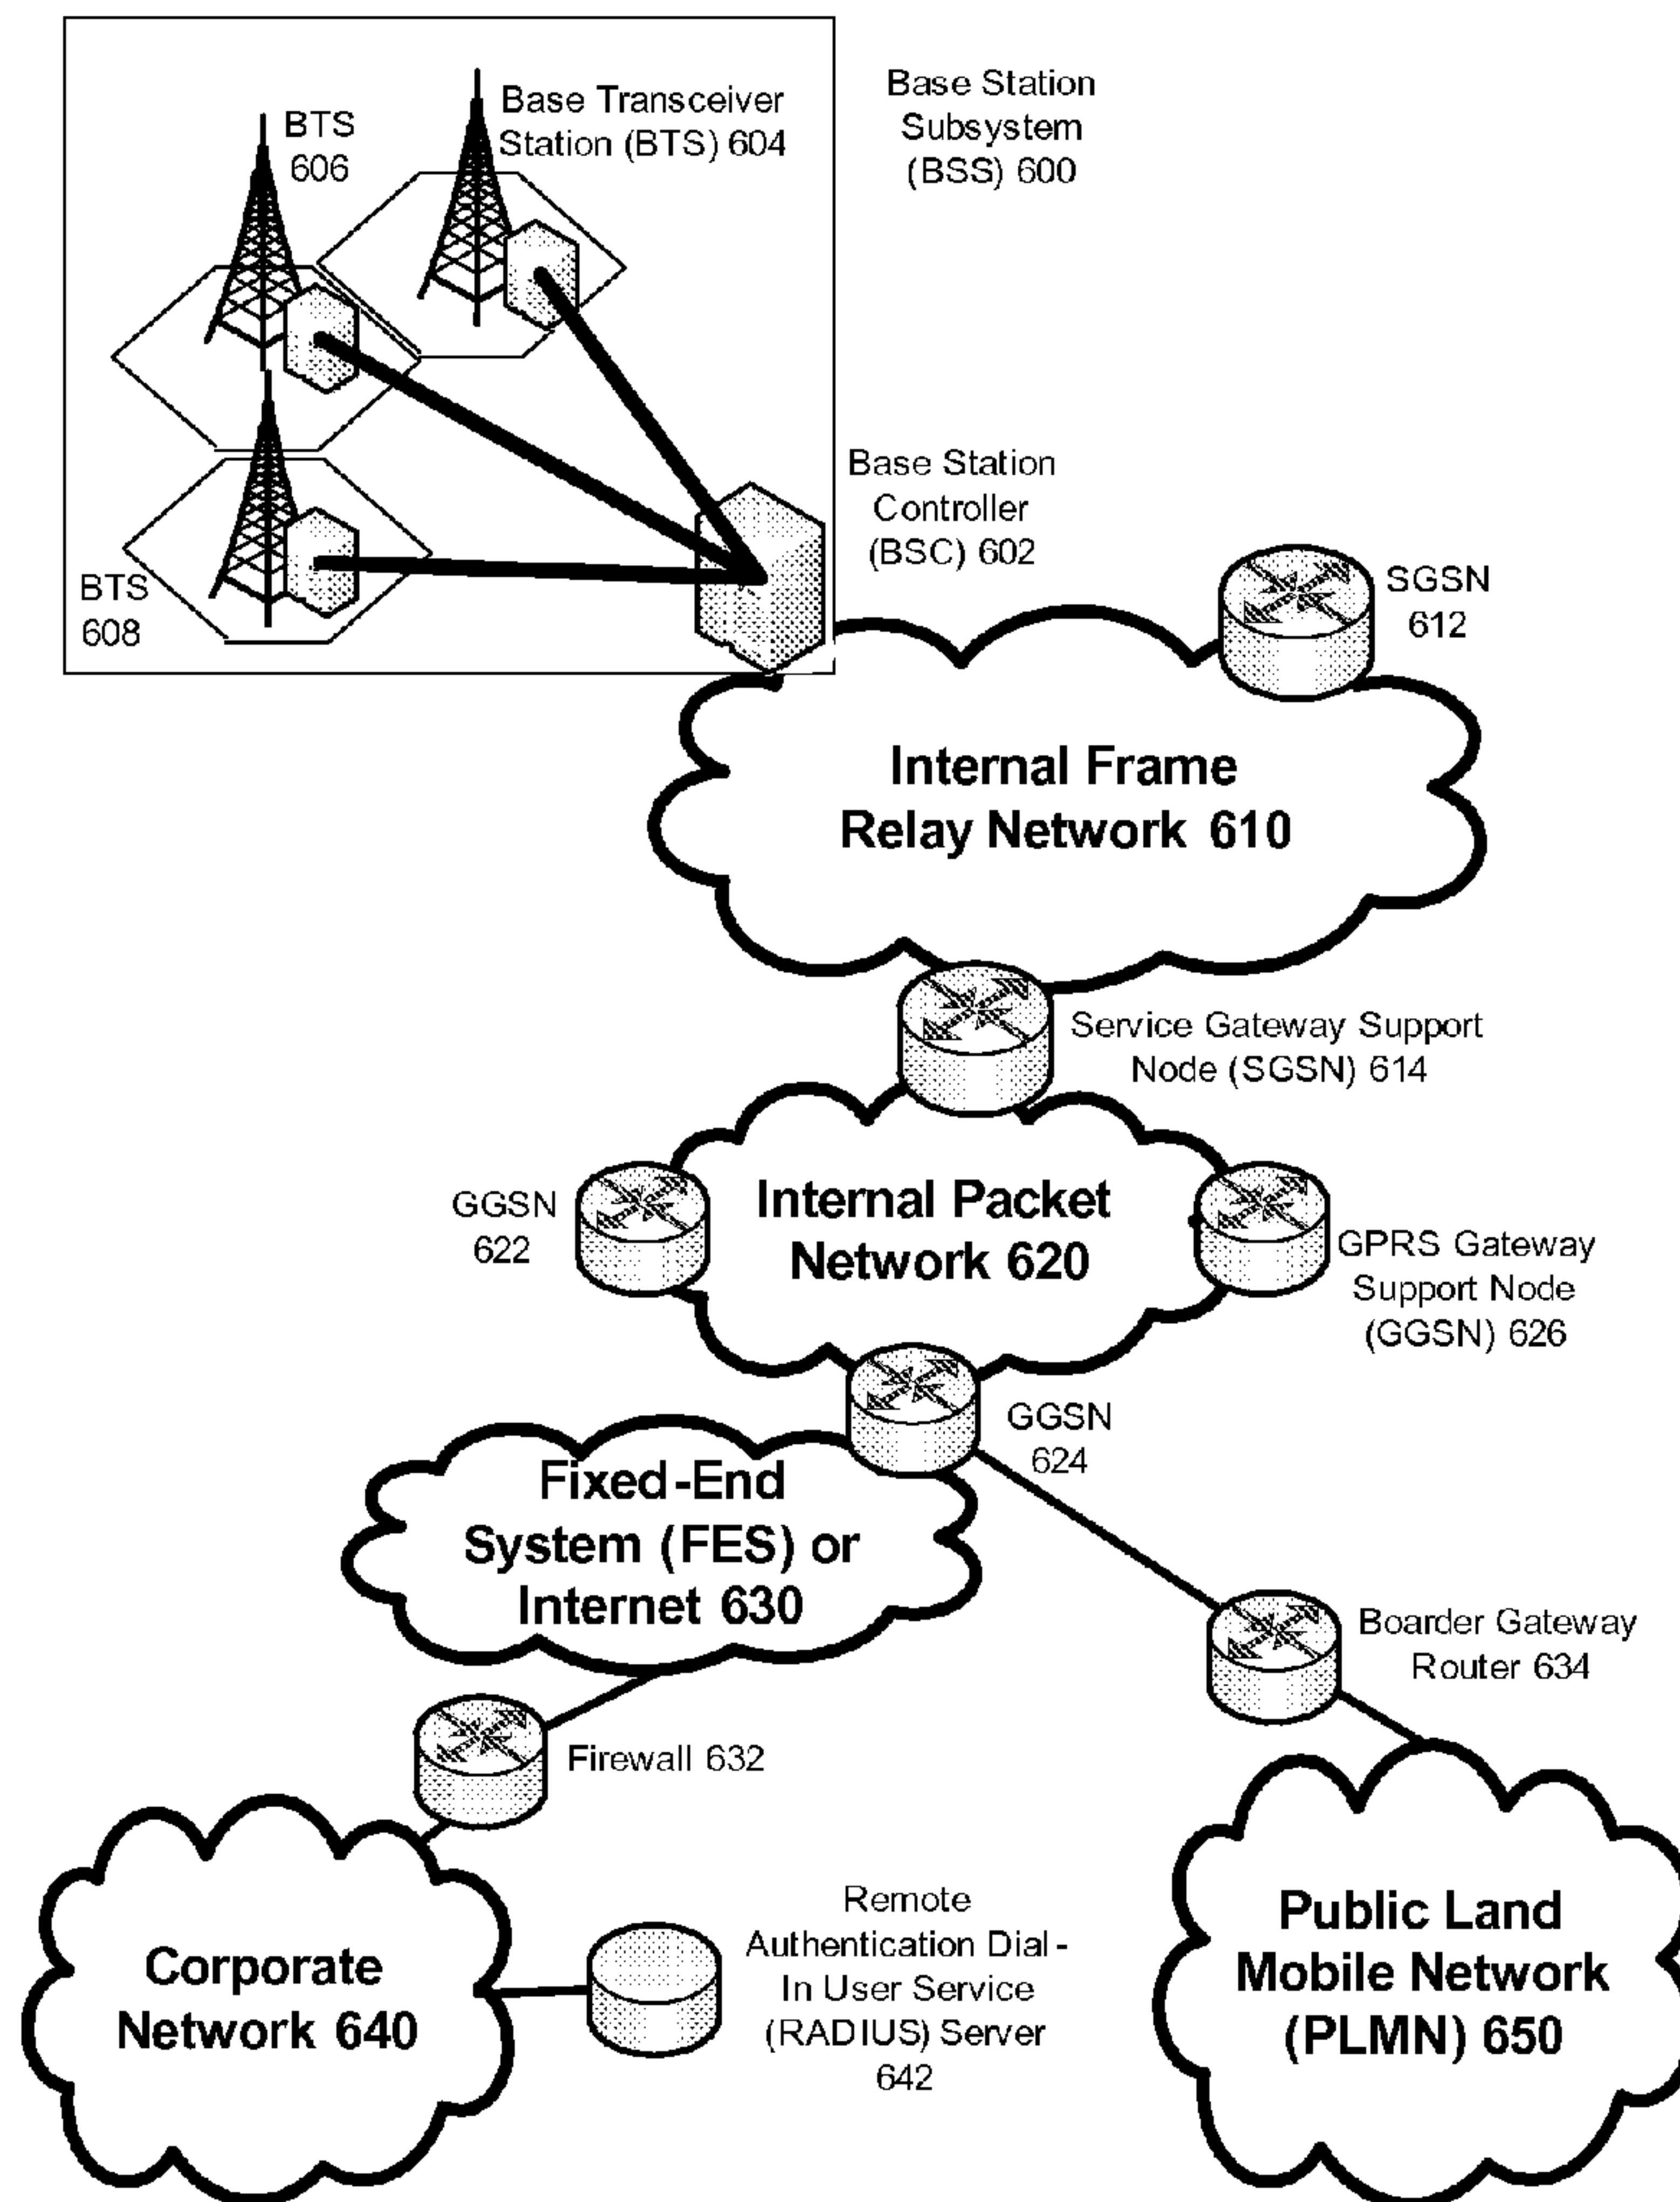 BTS
606
Base Transceiver
Station (BTS) 604
Base Station
Subsystem
(BSS) 600
Base Station
Controller
(BSC) 602
BTS
608
SGSN
612
Internal Frame
Relay Network 610
Service Gateway Support
Node (SGSN) 614
GGSN
622
Internal Packet
Network 620
GPRS Gateway
Support Node
(GGSN) 626
GGSN
624
Fixed-End
System (FES) or
Internet 630
Boarder Gateway
Router 634
Firewall 632
Corporate
Network 640
Remote
Authentication Dial-
In User Service
(RADIUS) Server
642
Public Land
Mobile Network
(PLMN) 650